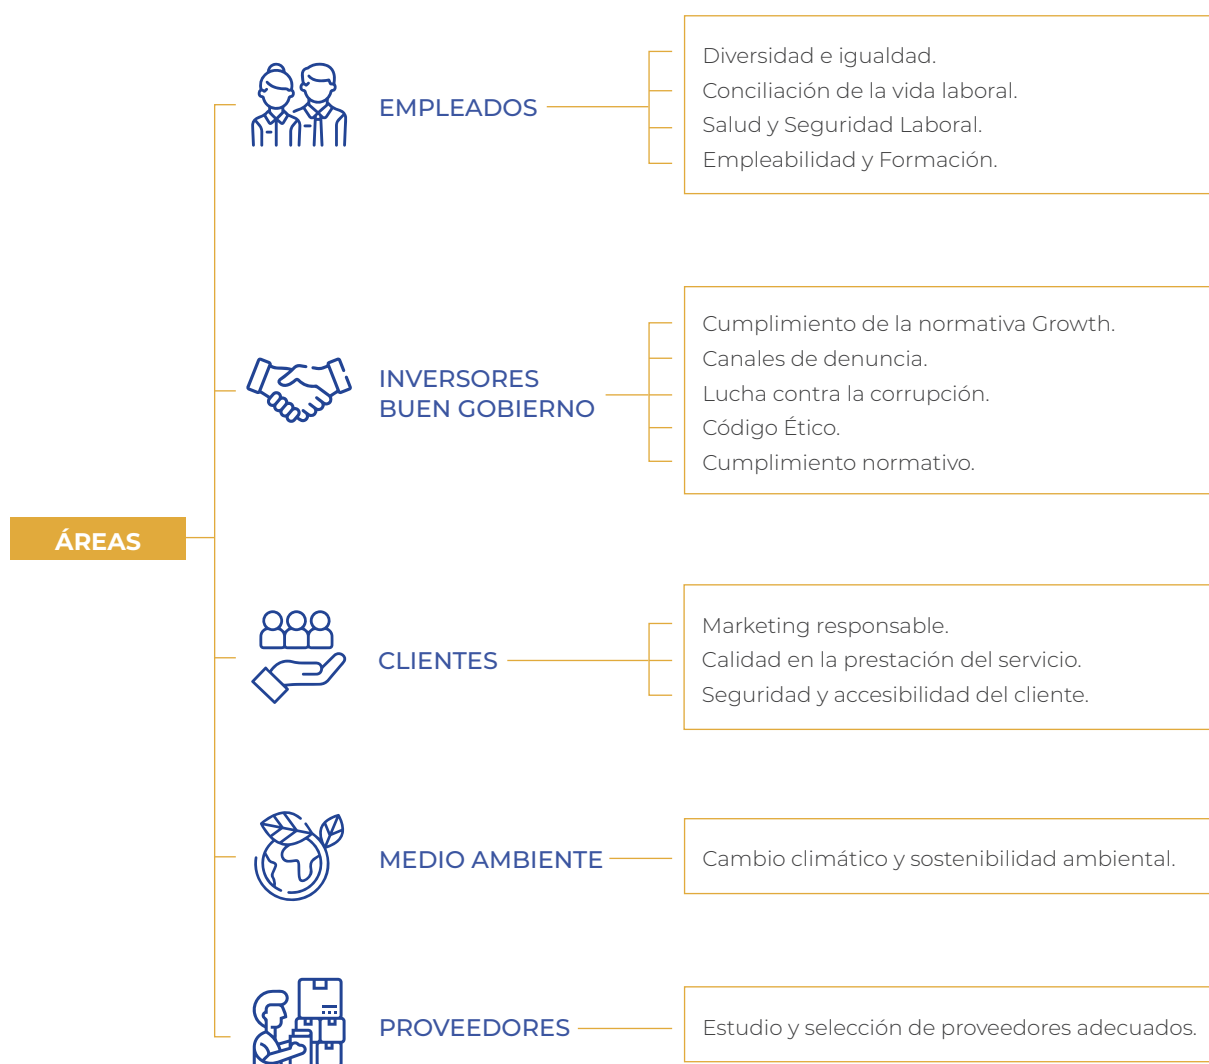 EMPLEADOS
Diversidad e igualdad.
Conciliación de la vida laboral.
Salud y Seguridad Laboral.
Empleabilidad y Formación.
INVERSORES
BUEN GOBIERNO
Cumplimiento de la normativa Growth.
Canales de denuncia.
Lucha contra la corrupción.
Código Ético.
Cumplimiento normativo.
ÁREAS
CLIENTES
Marketing responsable.
Calidad en la prestación del servicio.
Seguridad y accesibilidad del cliente.
MEDIO AMBIENTE
Cambio climático y sostenibilidad ambiental.
PROVEEDORES
Estudio y selección de proveedores adecuados.